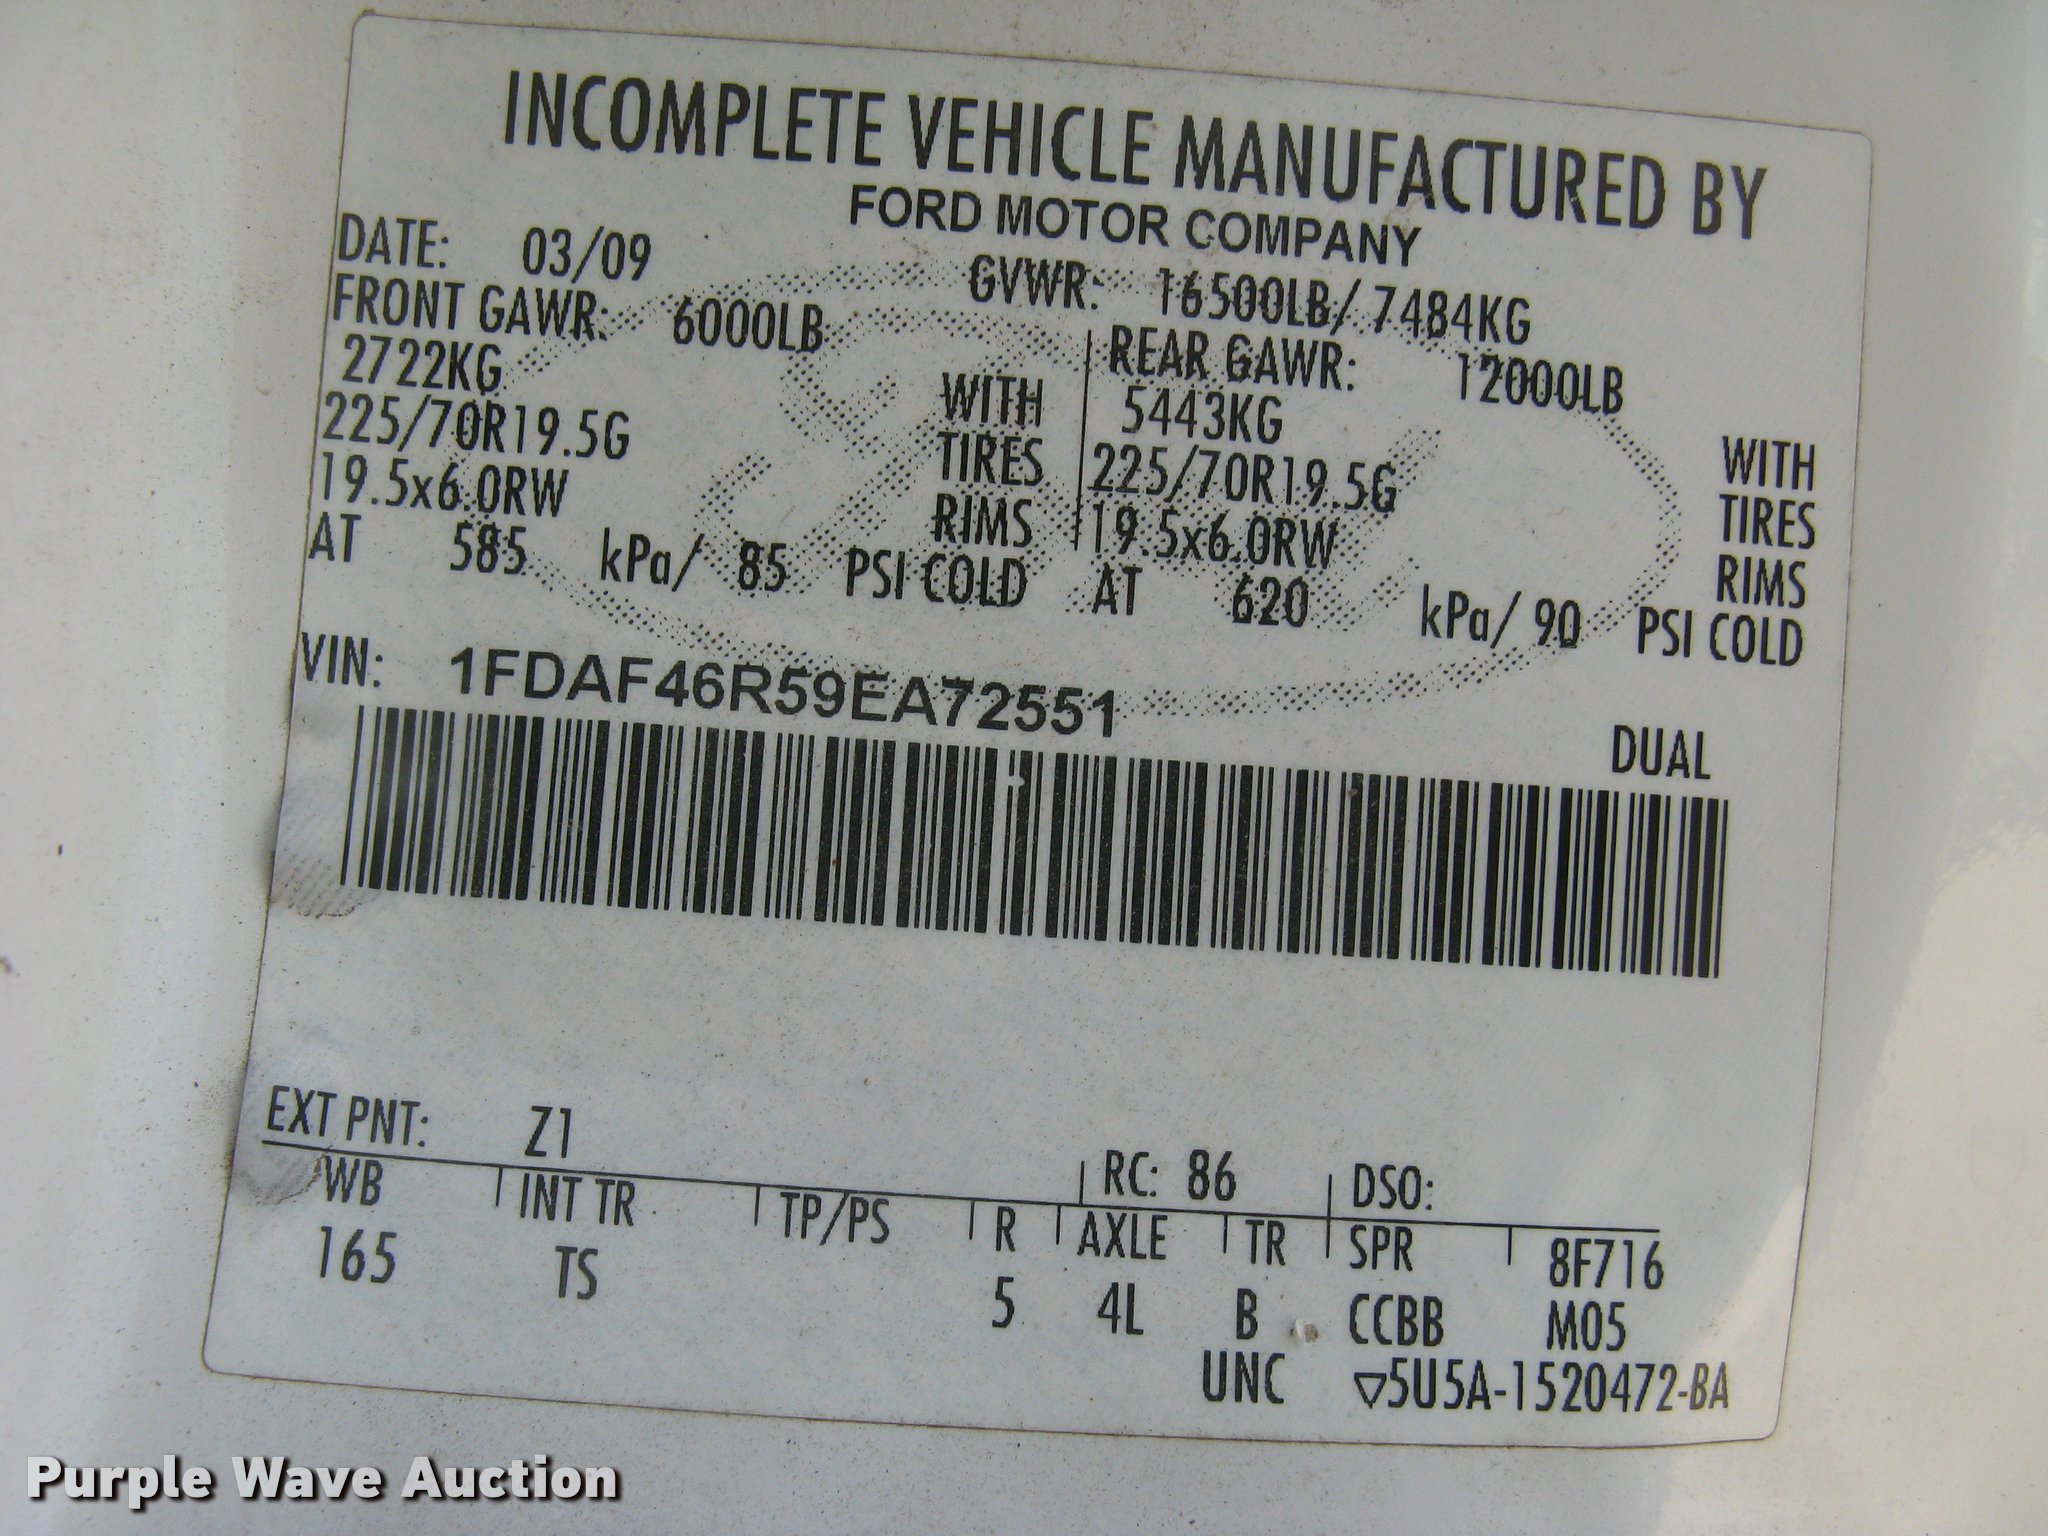 INCOMPLETE VEHICLE MANUFACTURED BY
FORD MOTOR COMPANY
DATE: 03/09 GVWR: 16500LB/ 7484KG
FRONT GAWR: 6000LB REAR GAWR: 12000LB
2722KG WITH 5443KG WITH
225/70R19.5G TIRES 225/70R19.5G TIRES
19.5x6.0RW RIMS 19.5x6.0RW RIMS
AT 585 kPa/ 85 PSI COLD AT 620 kPa/ 90 PSI COLD
VIN: 1FDAF46R59EA72551
DUAL
EXT PNT: Z1 RC: 86 DSO:
WB INT TR TP/PS R AXLE TR SPR 8F716
165 TS 5 4L B CCBB M05
UNC ▽5U5A-1520472-BA
Purple Wave Auction